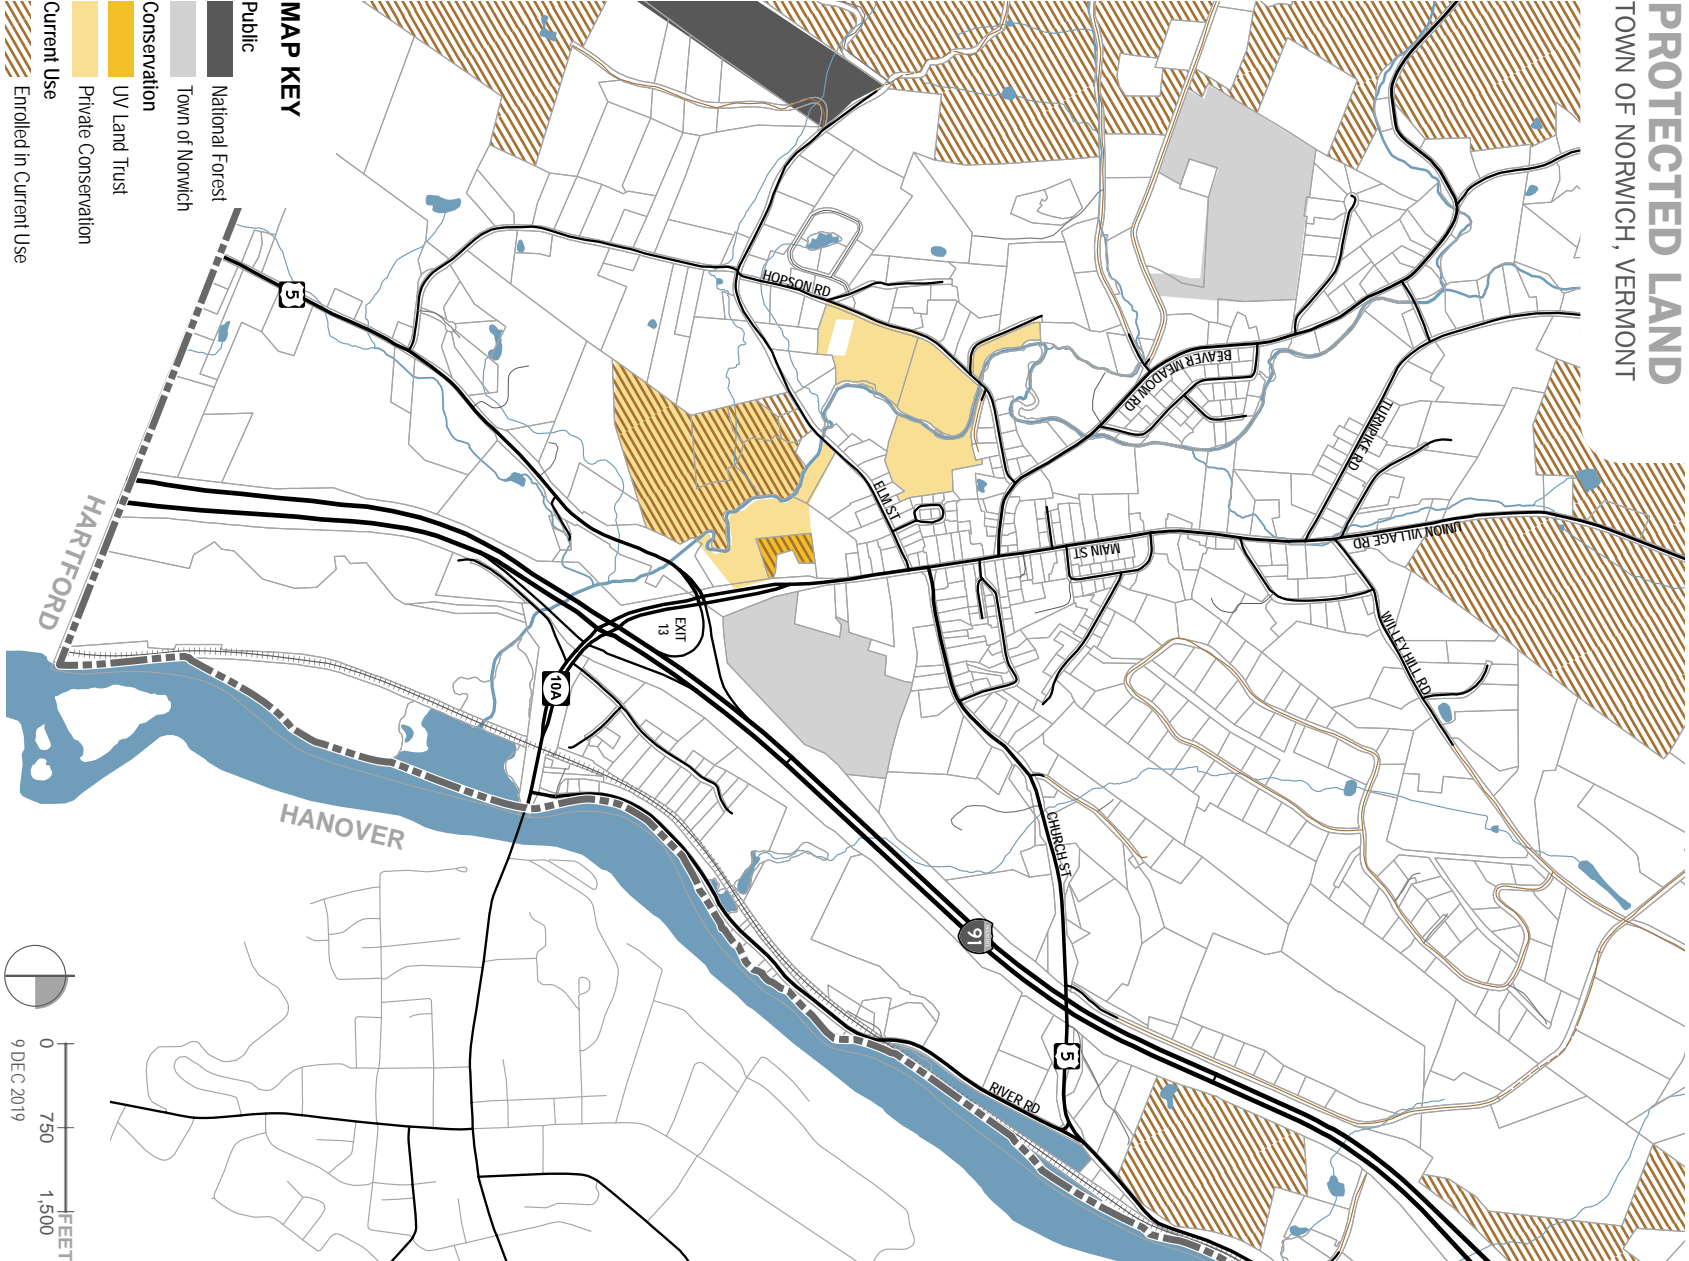 PROTECTED LAND
TOWN OF NORWICH, VERMONT
MAP KEY
Public
National Forest
Town of Norwich
Conservation
UV Land Trust
Private Conservation
Current Use
Enrolled in Current Use
HOPSON RD
BEAVER MEADOW RD
TURNPIKE RD
UNION VILLAGE RD
ELM ST
MAIN ST
WILLEY HILL RD
CHURCH ST
RIVER RD
EXIT
13
5
10A
91
5
HARTFORD
HANOVER
0 750 1,500
FEET
9 DEC 2019